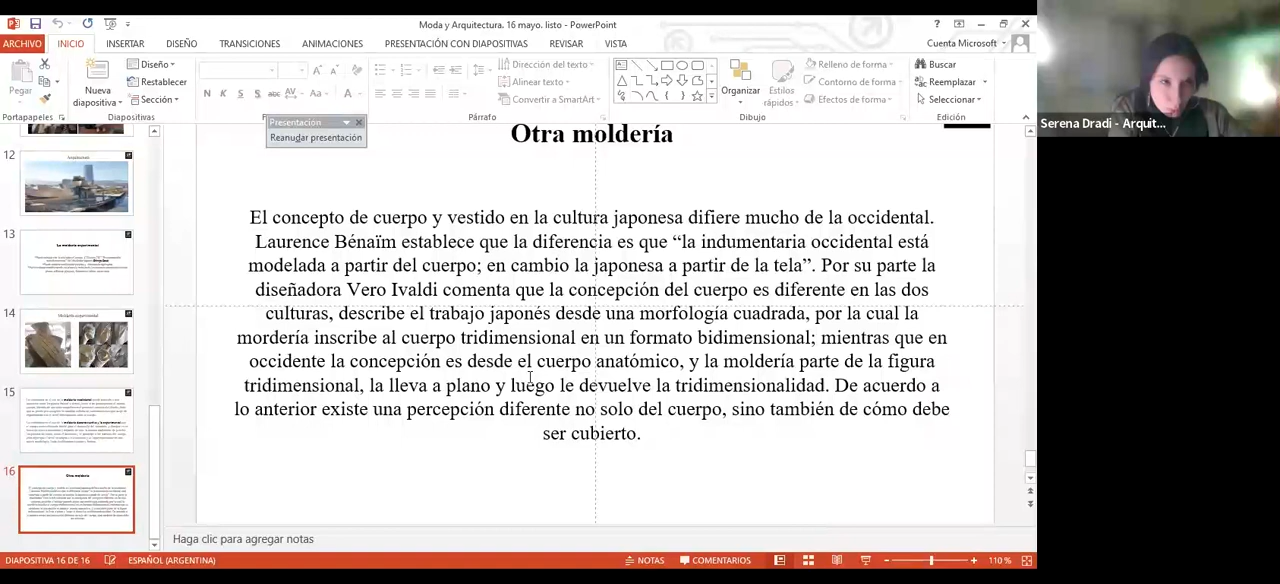 Moda y Arquitectura. 16 mayo. listo - PowerPoint
ARCHIVO INICIO INSERTAR DISEÑO TRANSICIONES ANIMACIONES PRESENTACIÓN CON DIAPOSITIVAS REVISAR VISTA Cuenta Microsoft
Pegar
Nueva diapositiva
Diseño
Restablecer
Sección
N K S S abc AV Aa A
Dirección del texto
Alinear texto
Convertir a SmartArt
Organizar
Estilos rápidos
Relleno de forma
Contorno de forma
Efectos de forma
Buscar
Reemplazar
Seleccionar
Portapapeles Diapositivas Párrafo Dibujo Edición
Presentación
Reanugar presentación
Serena Dradi - Arquit...
12
13
14
15
16
Otra moldería
El concepto de cuerpo y vestido en la cultura japonesa difiere mucho de la occidental.
Laurence Bénaïm establece que la diferencia es que “la indumentaria occidental está
modelada a partir del cuerpo; en cambio la japonesa a partir de la tela”. Por su parte la
diseñadora Vero Ivaldi comenta que la concepción del cuerpo es diferente en las dos
culturas, describe el trabajo japonés desde una morfología cuadrada, por la cual la
mordería inscribe al cuerpo tridimensional en un formato bidimensional; mientras que en
occidente la concepción es desde el cuerpo anatómico, y la moldería parte de la figura
tridimensional, la lleva a plano y luego le devuelve la tridimensionalidad. De acuerdo a
lo anterior existe una percepción diferente no solo del cuerpo, sino también de cómo debe
ser cubierto.
Haga clic para agregar notas
DIAPOSITIVA 16 DE 16 ESPAÑOL (ARGENTINA) NOTAS COMENTARIOS 110 %